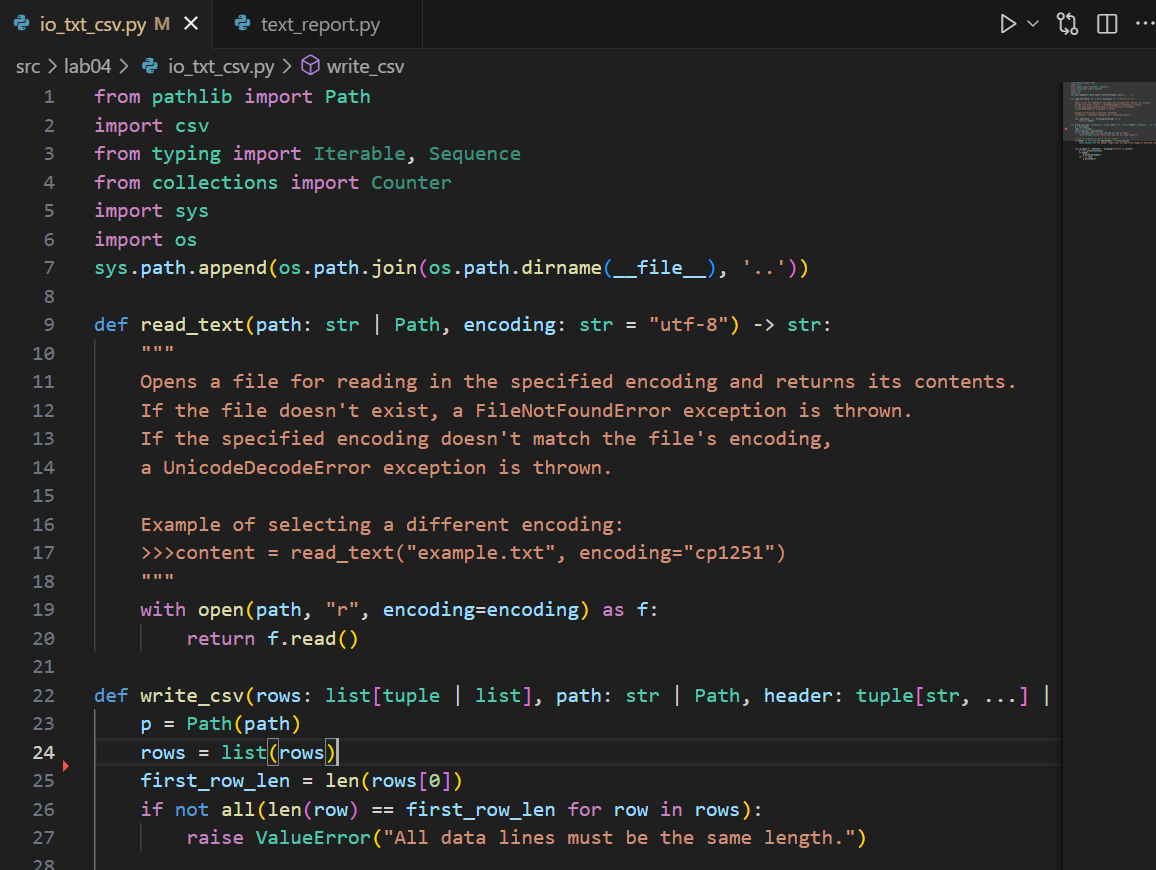 io_txt_csv.py M
text_report.py
src > lab04 > io_txt_csv.py > write_csv
1 from pathlib import Path
2 import csv
3 from typing import Iterable, Sequence
4 from collections import Counter
5 import sys
6 import os
7 sys.path.append(os.path.join(os.path.dirname(__file__), '..'))
8
9 def read_text(path: str | Path, encoding: str = "utf-8") -> str:
10 """
11 Opens a file for reading in the specified encoding and returns its contents.
12 If the file doesn't exist, a FileNotFoundError exception is thrown.
13 If the specified encoding doesn't match the file's encoding,
14 a UnicodeDecodeError exception is thrown.
15
16 Example of selecting a different encoding:
17 >>>content = read_text("example.txt", encoding="cp1251")
18 """
19 with open(path, "r", encoding=encoding) as f:
20 return f.read()
21
22 def write_csv(rows: list[tuple | list], path: str | Path, header: tuple[str, ...] |
23 p = Path(path)
24 rows = list(rows)
25 first_row_len = len(rows[0])
26 if not all(len(row) == first_row_len for row in rows):
27 raise ValueError("All data lines must be the same length.")
28